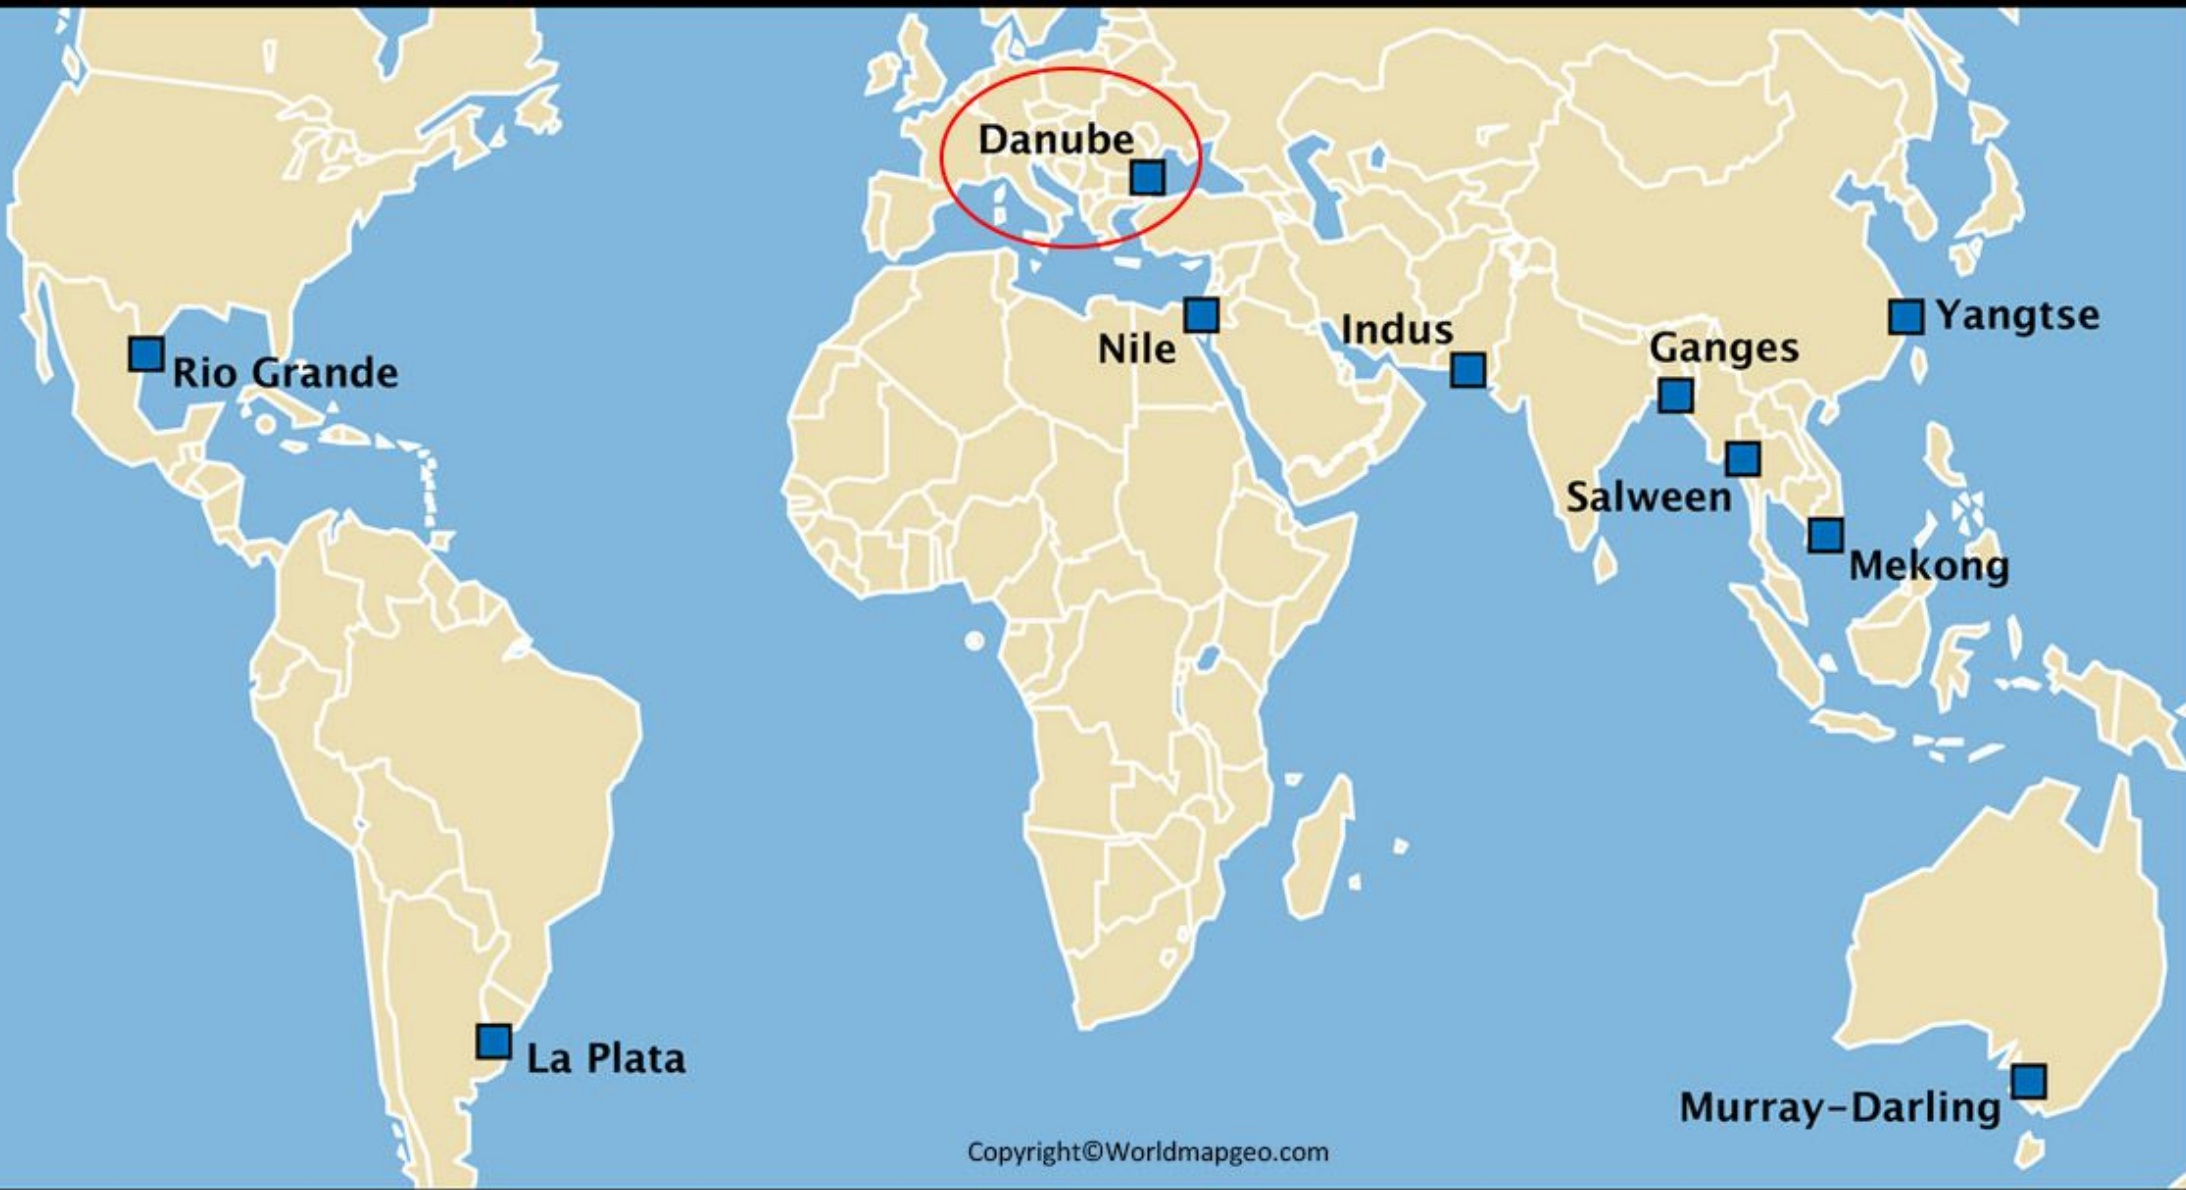 Danube
Nile
Indus
Ganges
Yangtse
Rio Grande
Salween
Mekong
La Plata
Murray-Darling
Copyright©Worldmapgeo.com